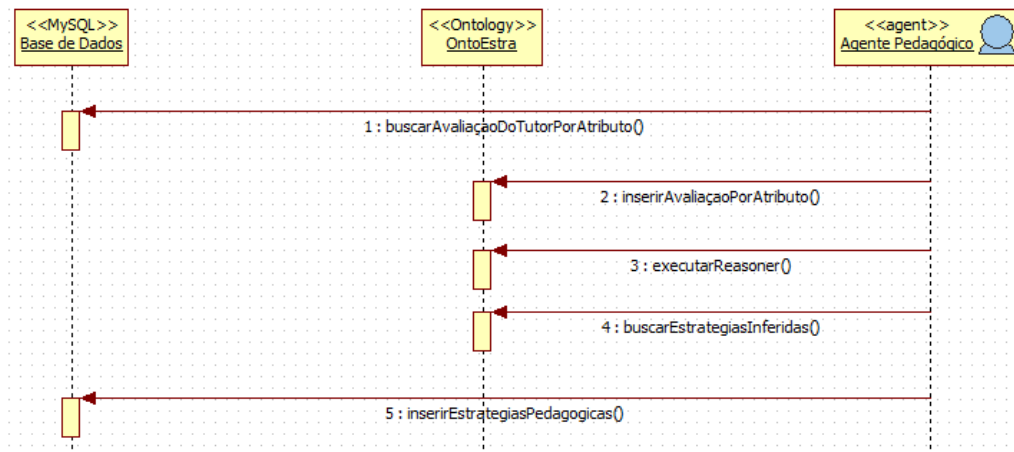 <<MySQL>>
Base de Dados
<<Ontology>>
OntoEstra
<<agent>>
Agente Pedagógico
1 : buscarAvaliaçaoDoTutorPorAtributo()
2 : inserirAvaliaçaoPorAtributo()
3 : executarReasoner()
4 : buscarEstrategiasInferidas()
5 : inserirEstrategiasPedagogicas()